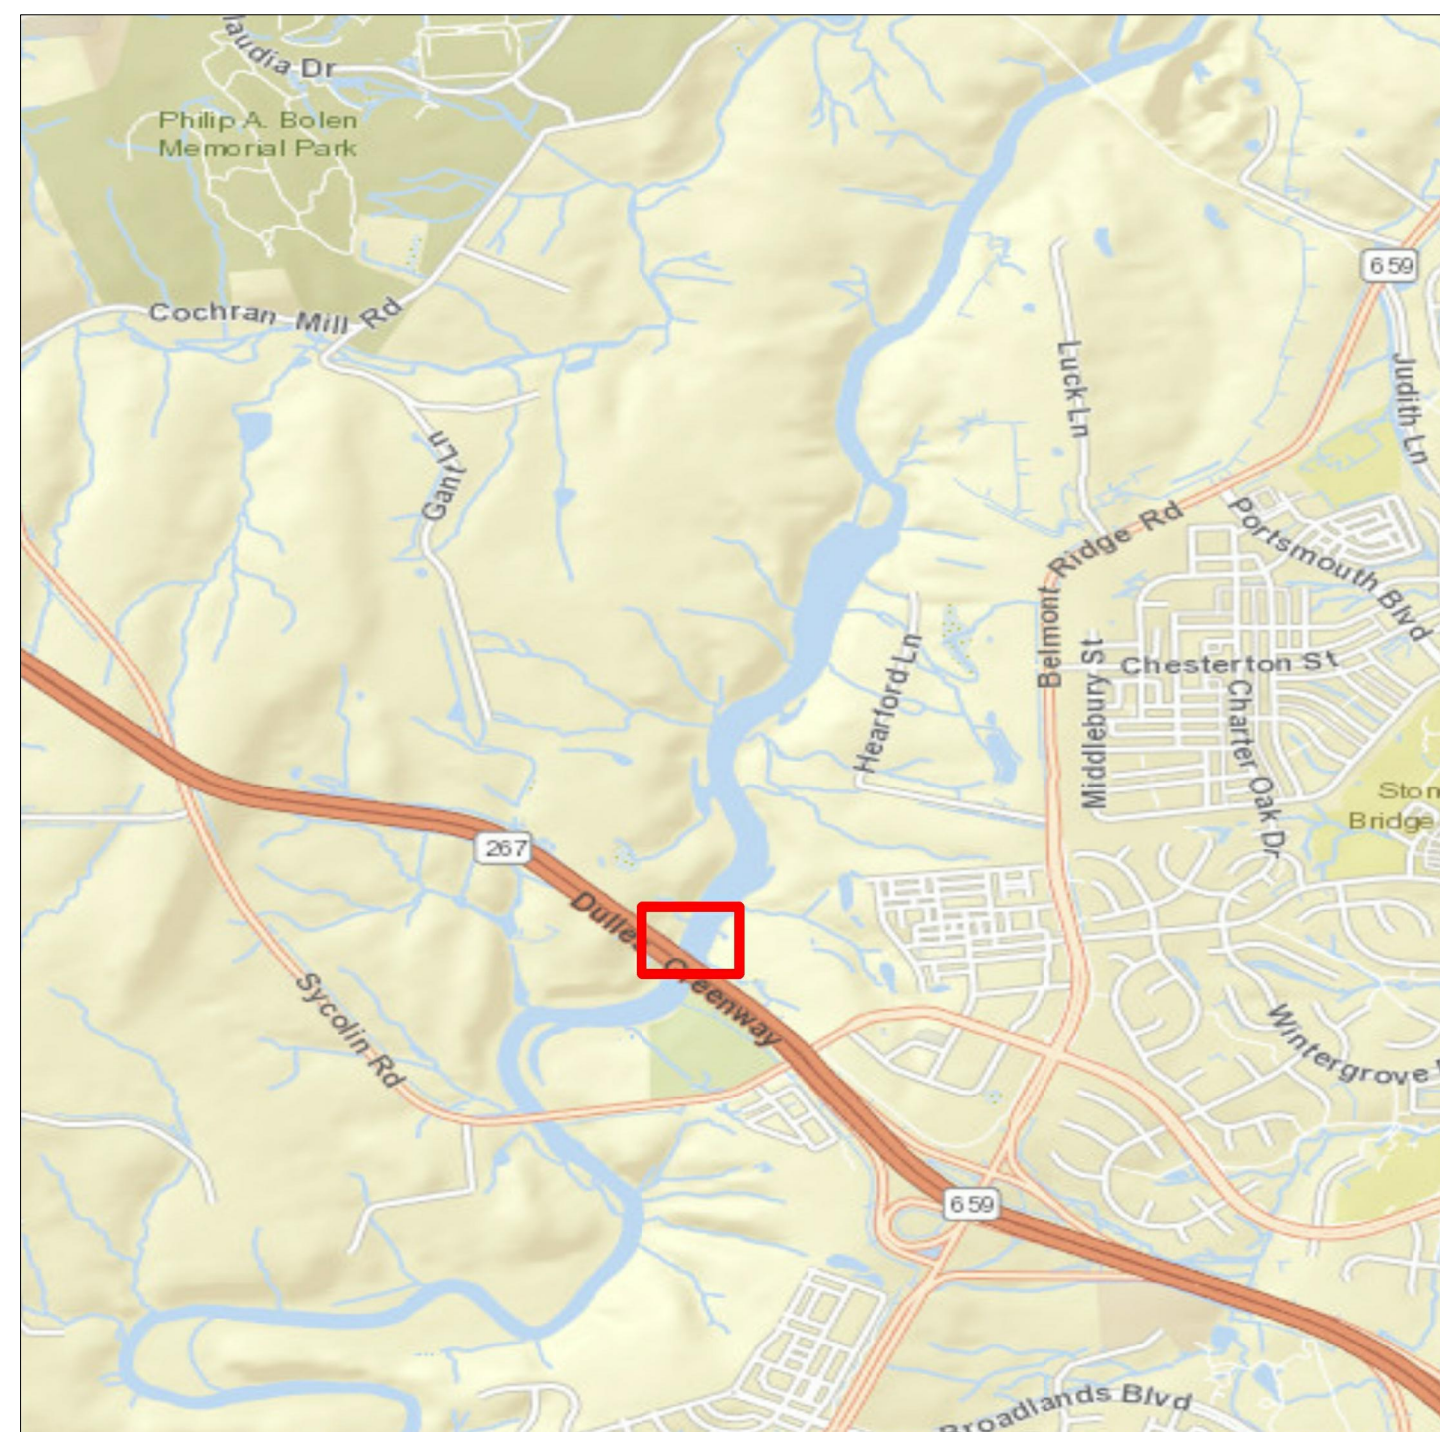 laudia Dr
Philip A. Bolen
Memorial Park
659
Cochran Mill Rd
Luck Ln
Judith Ln
Gant Ln
Belmont Ridge Rd
Portsmouth Blvd
Hearford Ln
Middlebury St
Chesterton St
Charter Oak Dr
Ston
Bridge
267
Dulles Greenway
Sycolin Rd
Wintergrove
659
Broadlands Blvd